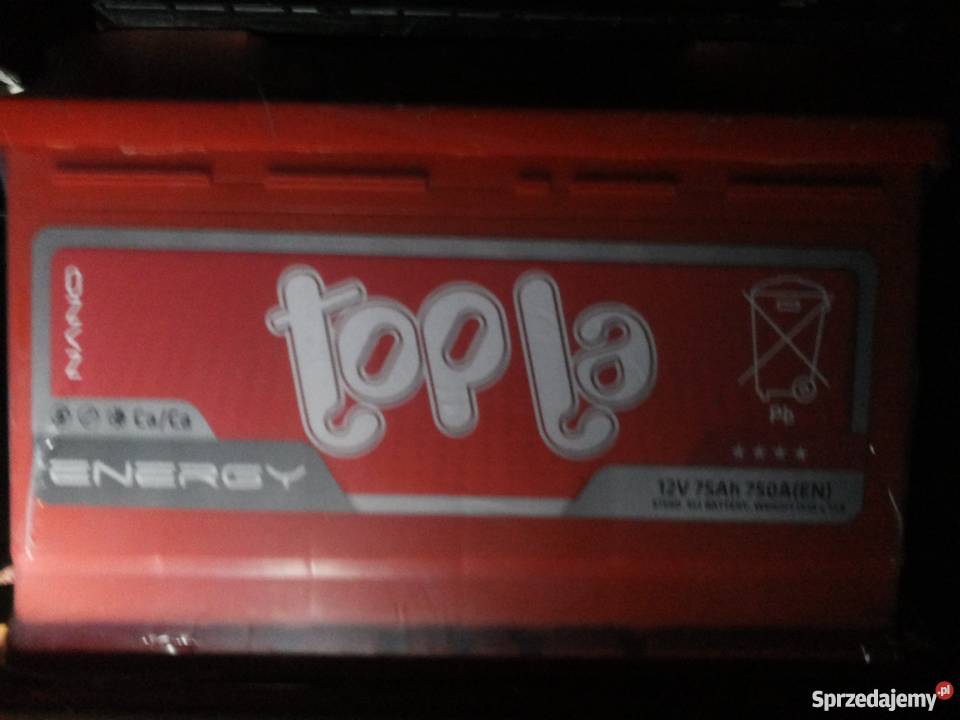 NANO
topla
Pb
Ca/Ca
ENERGY
12V 75Ah 750A(EN)
Sprzedajemy.pl